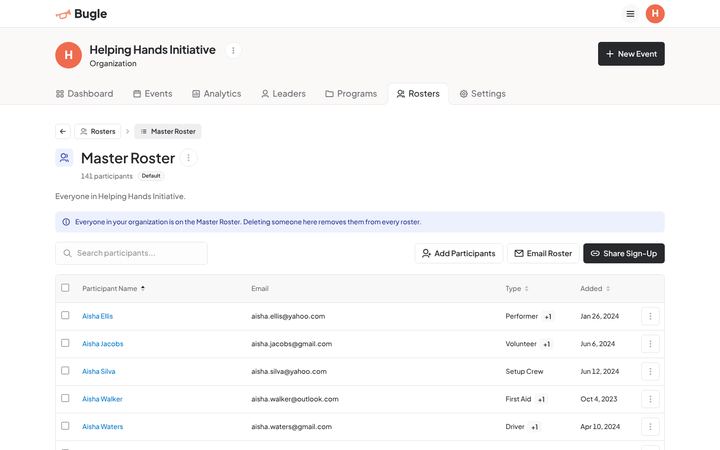 Bugle
H
H
Helping Hands Initiative
Organization
New Event
Dashboard
Events
Analytics
Leaders
Programs
Rosters
Settings
Rosters
Master Roster
Master Roster
141 participants
Default
Everyone in Helping Hands Initiative.
Everyone in your organization is on the Master Roster. Deleting someone here removes them from every roster.
Search participants...
Add Participants
Email Roster
Share Sign-Up
Participant Name Email Type Added
Aisha Ellis aisha.ellis@yahoo.com Performer +1 Jan 26, 2024
Aisha Jacobs aisha.jacobs@gmail.com Volunteer +1 Jun 6, 2024
Aisha Silva aisha.silva@yahoo.com Setup Crew Jun 12, 2024
Aisha Walker aisha.walker@outlook.com First Aid +1 Oct 4, 2023
Aisha Waters aisha.waters@gmail.com Driver +1 Apr 10, 2024